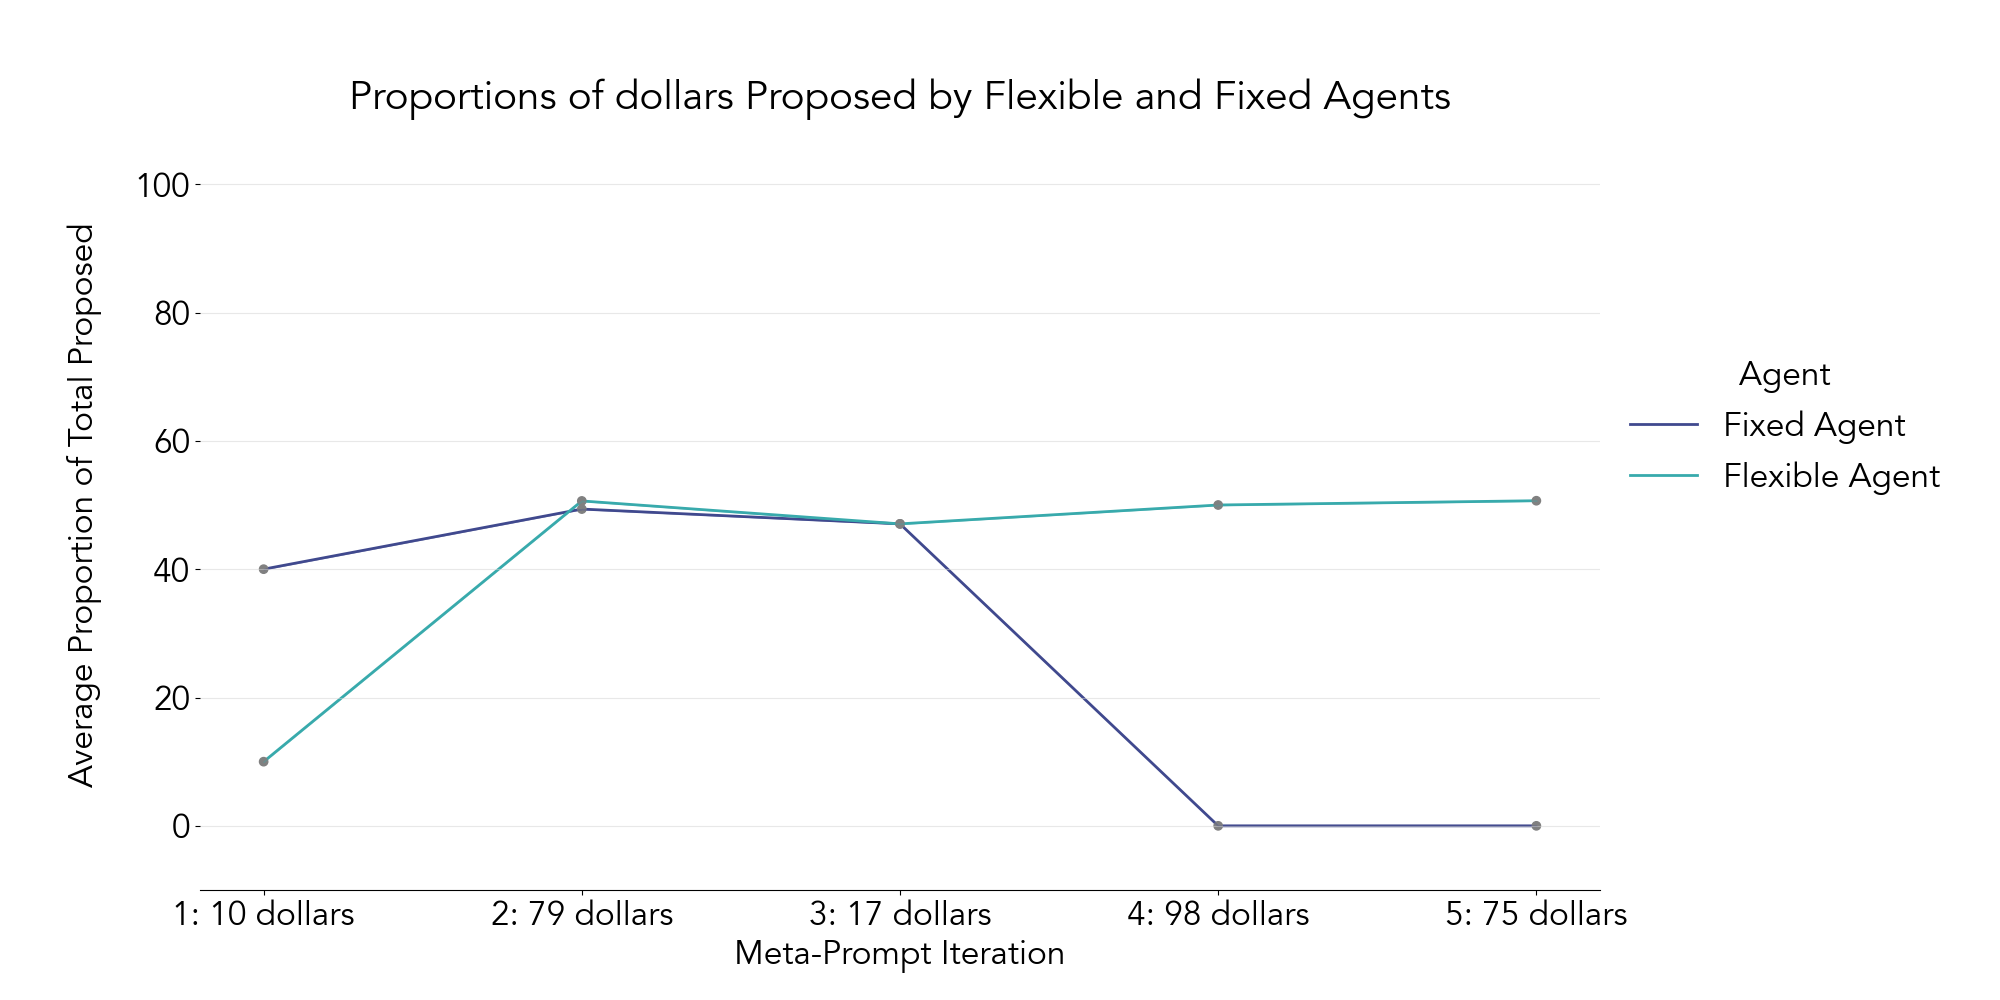 Proportions of dollars Proposed by Flexible and Fixed Agents
100
80
60
40
20
0
Average Proportion of Total Proposed
1: 10 dollars
2: 79 dollars
3: 17 dollars
4: 98 dollars
5: 75 dollars
Meta-Prompt Iteration
Agent
Fixed Agent
Flexible Agent